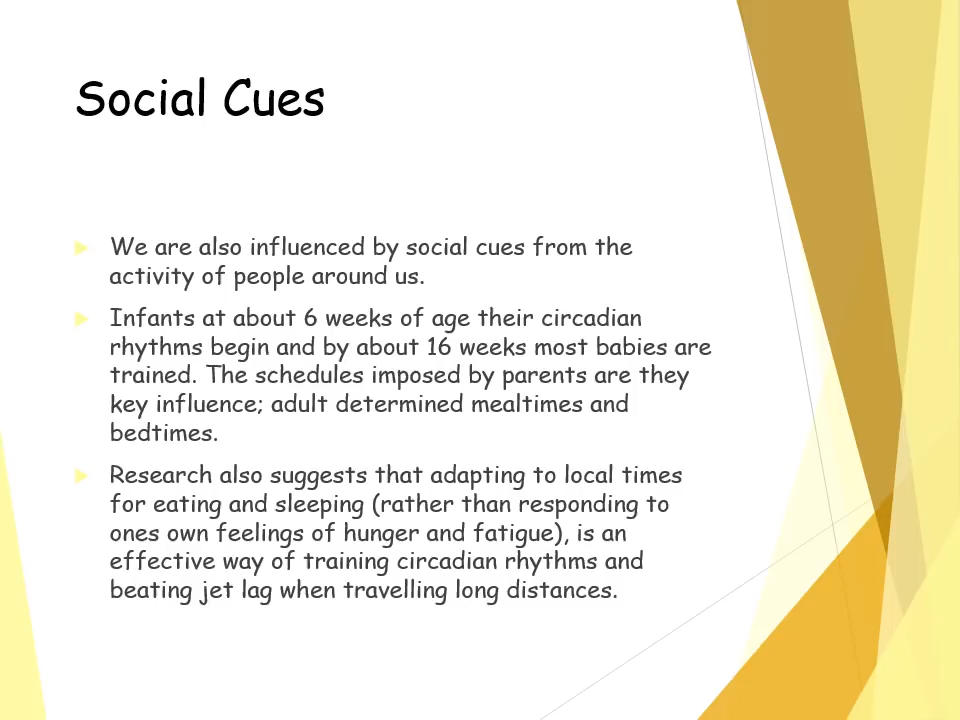 Social Cues
We are also influenced by social cues from the
activity of people around us.
Infants at about 6 weeks of age their circadian
rhythms begin and by about 16 weeks most babies are
trained. The schedules imposed by parents are they
key influence; adult determined mealtimes and
bedtimes.
Research also suggests that adapting to local times
for eating and sleeping (rather than responding to
ones own feelings of hunger and fatigue), is an
effective way of training circadian rhythms and
beating jet lag when travelling long distances.